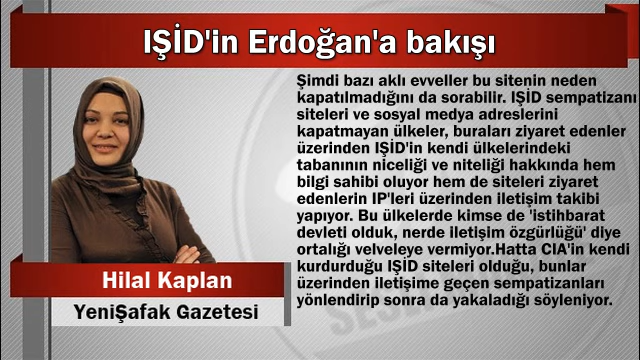 IŞİD'in Erdoğan'a bakışı
Şimdi bazı aklı evveller bu sitenin neden
kapatılmadığını da sorabilir. IŞİD sempatizanı
siteleri ve sosyal medya adreslerini
kapatmayan ülkeler, buraları ziyaret edenler
üzerinden IŞİD'in kendi ülkelerindeki
tabanının niceliği ve niteliği hakkında hem
bilgi sahibi oluyor hem de siteleri ziyaret
edenlerin IP'leri üzerinden iletişim takibi
yapıyor. Bu ülkelerde kimse de 'istihbarat
devleti olduk, nerde iletişim özgürlüğü' diye
ortalığı velveleye vermiyor.Hatta CIA'in kendi
kurdurduğu IŞİD siteleri olduğu, bunlar
üzerinden iletişime geçen sempatizanları
yönlendirip sonra da yakaladığı söyleniyor.
Hilal Kaplan
YeniŞafak Gazetesi